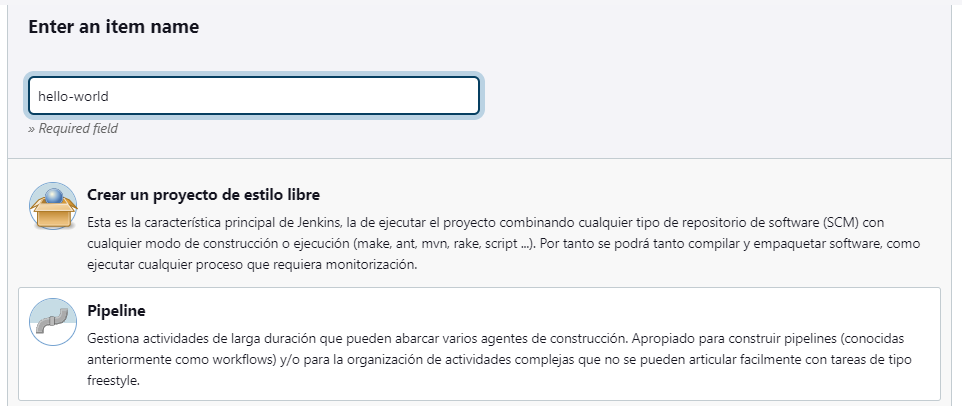 Enter an item name
hello-world
» Required field
Crear un proyecto de estilo libre
Esta es la característica principal de Jenkins, la de ejecutar el proyecto combinando cualquier tipo de repositorio de software (SCM) con
cualquier modo de construcción o ejecución (make, ant, mvn, rake, script ...). Por tanto se podrá tanto compilar y empaquetar software, como
ejecutar cualquier proceso que requiera monitorización.
Pipeline
Gestiona actividades de larga duración que pueden abarcar varios agentes de construcción. Apropiado para construir pipelines (conocidas
anteriormente como workflows) y/o para la organización de actividades complejas que no se pueden articular facilmente con tareas de tipo
freestyle.